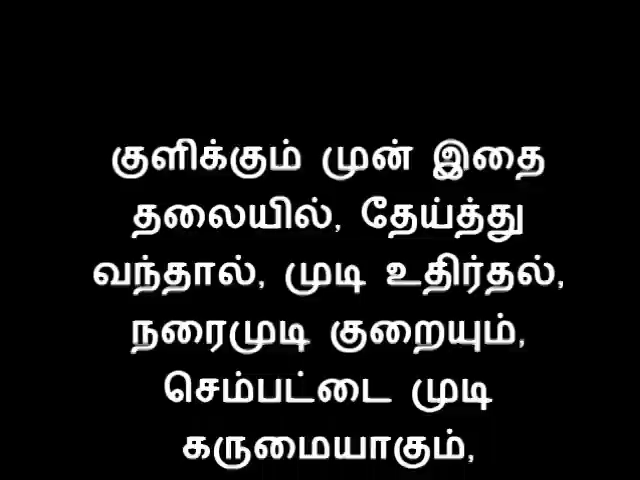 குளிக்கும் முன் இதை
தலையில், தேய்த்து
வந்தால், முடி உதிர்தல்,
நரைமுடி குறையும்,
செம்பட்டை முடி
கருமையாகும்,